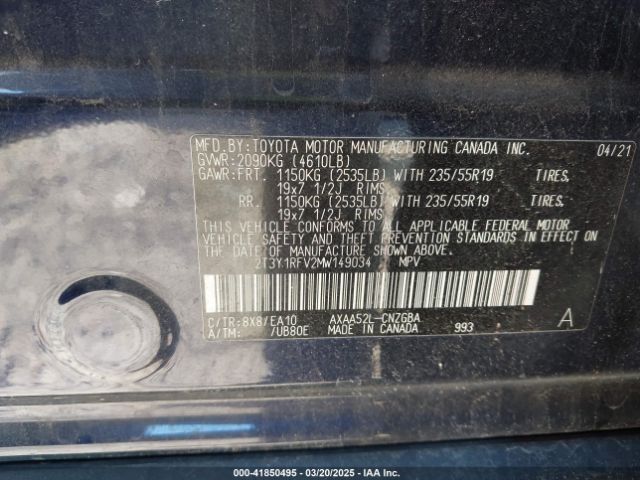 MFD.BY:TOYOTA MOTOR MANUFACTURING CANADA INC. 04/21
GVWR:2090KG (4610LB)
GAWR:FRT. 1150KG (2535LB) WITH 235/55R19 TIRES,
19x7 1/2J RIMS,
RR. 1150KG (2535LB) WITH 235/55R19 TIRES,
19x7 1/2J RIMS,
THIS VEHICLE CONFORMS TO ALL APPLICABLE FEDERAL MOTOR
VEHICLE SAFETY AND THEFT PREVENTION STANDARDS IN EFFECT ON
THE DATE OF MANUFACTURE SHOWN ABOVE.
2T3Y1RFV2MW149034 MPV
C/TR:8X8/EA10 AXAA52L-CNZGBA A
A/TM: /UB80E MADE IN CANADA 993
000-41850495 - 03/20/2025 - IAA Inc.